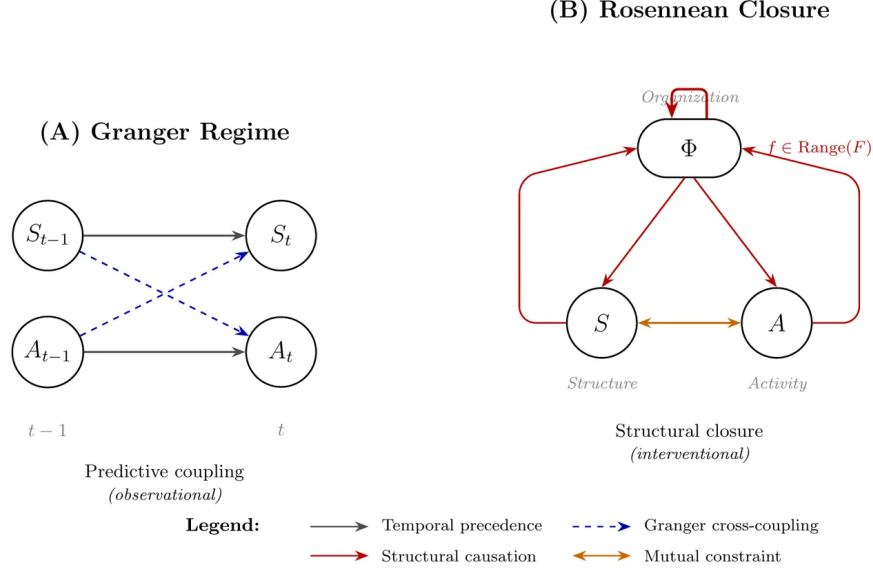 (A) Granger Regime
S_{t−1}
S_t
A_{t−1}
A_t
t − 1
t
Predictive coupling
(observational)
(B) Rosennean Closure
Organization
Φ
f ∈ Range(F)
S
A
Structure
Activity
Structural closure
(interventional)
Legend:
Temporal precedence
Granger cross-coupling
Structural causation
Mutual constraint